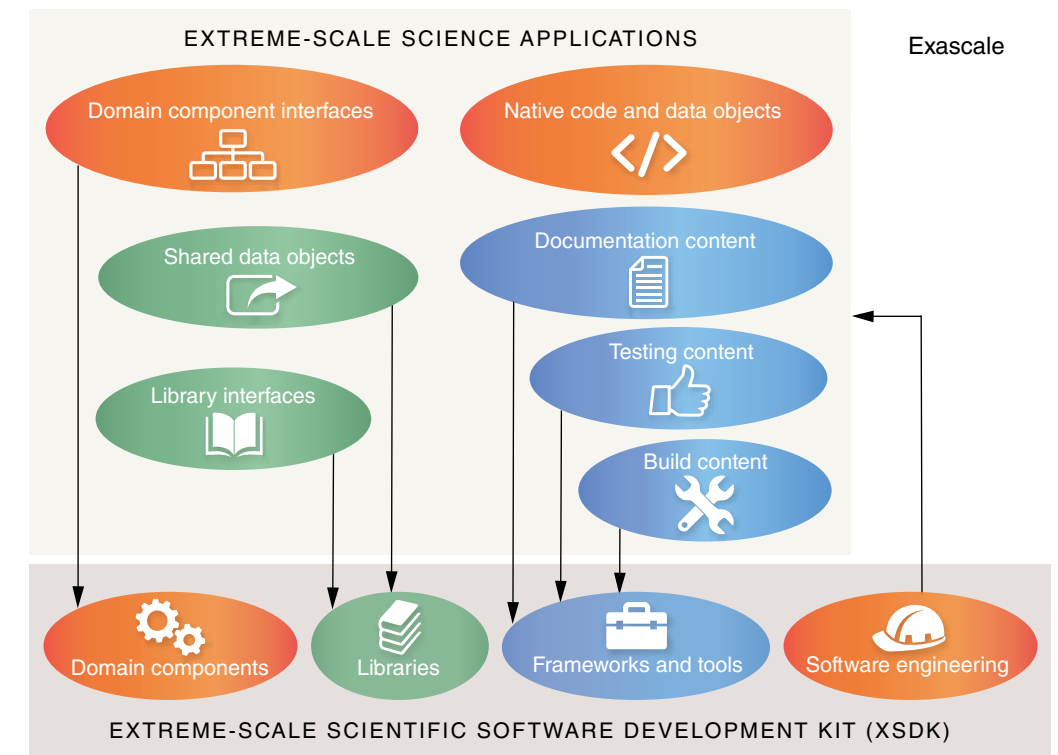 EXTREME-SCALE SCIENCE APPLICATIONS
Exascale
Domain component interfaces
Native code and data objects
</>
Shared data objects
Documentation content
Testing content
Library interfaces
Build content
Domain components
Libraries
Frameworks and tools
Software engineering
EXTREME-SCALE SCIENTIFIC SOFTWARE DEVELOPMENT KIT (XSDK)